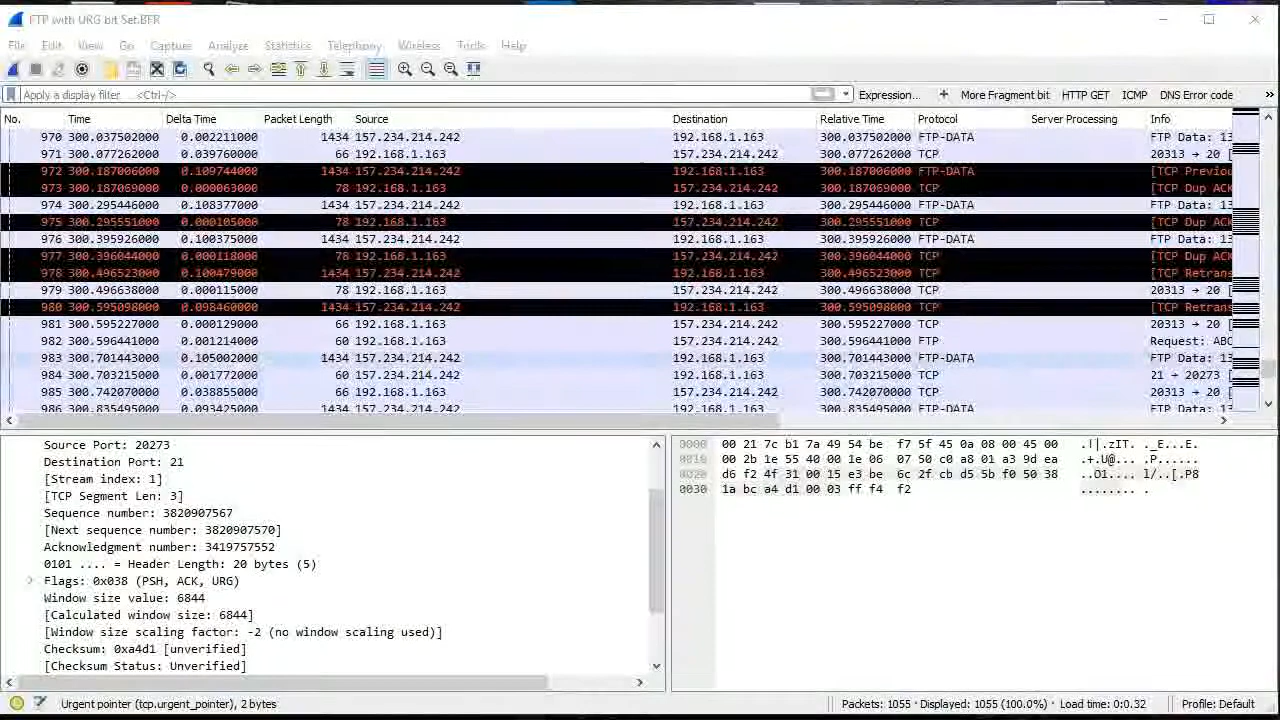 FTP with URG bit Set.BFR
File Edit View Go Capture Analyze Statistics Telephony Wireless Tools Help
Apply a display filter ... <Ctrl-/> Expression... + More Fragment bit HTTP GET ICMP DNS Error code »
No. Time Delta Time Packet Length Source Destination Relative Time Protocol Server Processing Info
970 300.037502000 0.002211000 1434 157.234.214.242 192.168.1.163 300.037502000 FTP-DATA FTP Data: 13
971 300.077262000 0.039760000 66 192.168.1.163 157.234.214.242 300.077262000 TCP 20313 → 20 [
972 300.187006000 0.109744000 1434 157.234.214.242 192.168.1.163 300.187006000 FTP-DATA [TCP Previou
973 300.187069000 0.000063000 78 192.168.1.163 157.234.214.242 300.187069000 TCP [TCP Dup ACK
974 300.295446000 0.108377000 1434 157.234.214.242 192.168.1.163 300.295446000 FTP-DATA FTP Data: 13
975 300.295551000 0.000105000 78 192.168.1.163 157.234.214.242 300.295551000 TCP [TCP Dup ACK
976 300.395926000 0.100375000 1434 157.234.214.242 192.168.1.163 300.395926000 FTP-DATA FTP Data: 13
977 300.396044000 0.000118000 78 192.168.1.163 157.234.214.242 300.396044000 TCP [TCP Dup ACK
978 300.496523000 0.100479000 1434 157.234.214.242 192.168.1.163 300.496523000 TCP [TCP Retrans
979 300.496638000 0.000115000 78 192.168.1.163 157.234.214.242 300.496638000 TCP 20313 → 20 [
980 300.595098000 0.098460000 1434 157.234.214.242 192.168.1.163 300.595098000 TCP [TCP Retrans
981 300.595227000 0.000129000 66 192.168.1.163 157.234.214.242 300.595227000 TCP 20313 → 20 [
982 300.596441000 0.001214000 60 192.168.1.163 157.234.214.242 300.596441000 FTP Request: ABO
983 300.701443000 0.105002000 1434 157.234.214.242 192.168.1.163 300.701443000 FTP-DATA FTP Data: 13
984 300.703215000 0.001772000 60 157.234.214.242 192.168.1.163 300.703215000 TCP 21 → 20273 [
985 300.742070000 0.038855000 66 192.168.1.163 157.234.214.242 300.742070000 TCP 20313 → 20 [
986 300.835495000 0.093425000 1434 157.234.214.242 192.168.1.163 300.835495000 FTP-DATA FTP Data: 13
Source Port: 20273
Destination Port: 21
[Stream index: 1]
[TCP Segment Len: 3]
Sequence number: 3820907567
[Next sequence number: 3820907570]
Acknowledgment number: 3419757552
0101 .... = Header Length: 20 bytes (5)
Flags: 0x038 (PSH, ACK, URG)
Window size value: 6844
[Calculated window size: 6844]
[Window size scaling factor: -2 (no window scaling used)]
Checksum: 0xa4d1 [unverified]
[Checksum Status: Unverified]
0000 00 21 7c b1 7a 49 54 be f7 5f 45 0a 08 00 45 00 .!|.zIT. ._E...E.
0010 00 2b 1e 55 40 00 1e 06 07 50 c0 a8 01 a3 9d ea .+.U@... .P......
0020 d6 f2 4f 31 00 15 e3 be 6c 2f cb d5 5b f0 50 38 ..O1.... l/..[.P8
0030 1a bc a4 d1 00 03 ff f4 f2 ........ .
Urgent pointer (tcp.urgent_pointer), 2 bytes Packets: 1055 · Displayed: 1055 (100.0%) · Load time: 0:0.32 Profile: Default